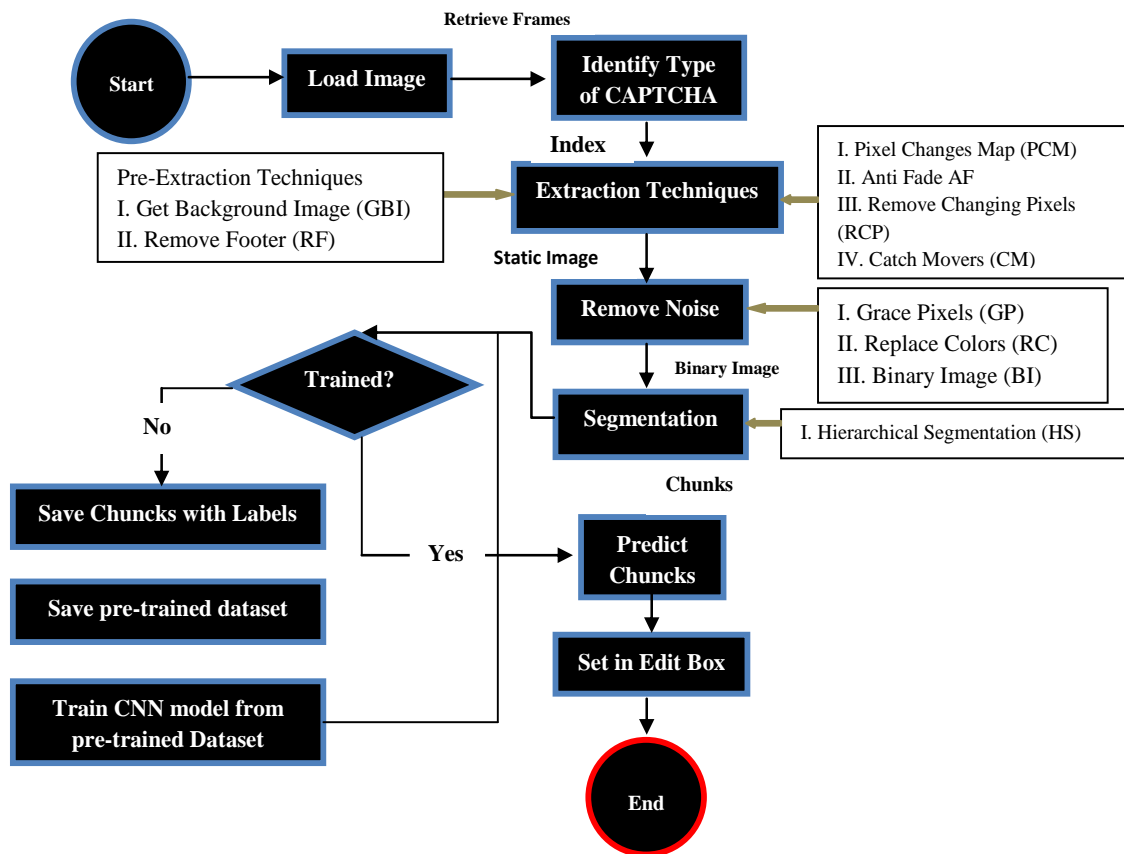 Retrieve Frames
Start
Load Image
Identify Type
of CAPTCHA
Index
Pre-Extraction Techniques
I. Get Background Image (GBI)
II. Remove Footer (RF)
Extraction Techniques
I. Pixel Changes Map (PCM)
II. Anti Fade AF
III. Remove Changing Pixels
(RCP)
IV. Catch Movers (CM)
Static Image
Remove Noise
I. Grace Pixels (GP)
II. Replace Colors (RC)
III. Binary Image (BI)
Binary Image
Trained?
Segmentation
I. Hierarchical Segmentation (HS)
No
Chunks
Save Chuncks with Labels
Yes
Predict
Chuncks
Save pre-trained dataset
Set in Edit Box
Train CNN model from
pre-trained Dataset
End